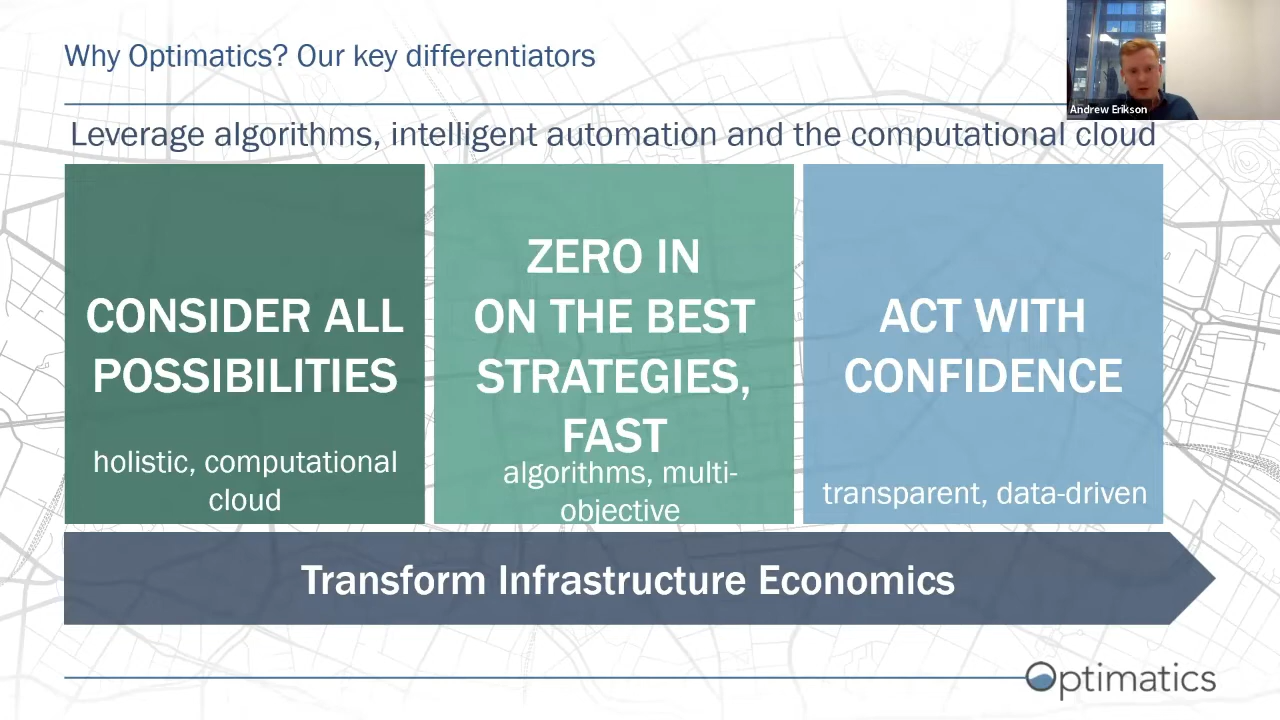 Why Optimatics? Our key differentiators
Andrew Erikson
Leverage algorithms, intelligent automation and the computational cloud
CONSIDER ALL
POSSIBILITIES
holistic, computational
cloud
ZERO IN
ON THE BEST
STRATEGIES,
FAST
algorithms, multi-
objective
ACT WITH
CONFIDENCE
transparent, data-driven
Transform Infrastructure Economics
Optimatics